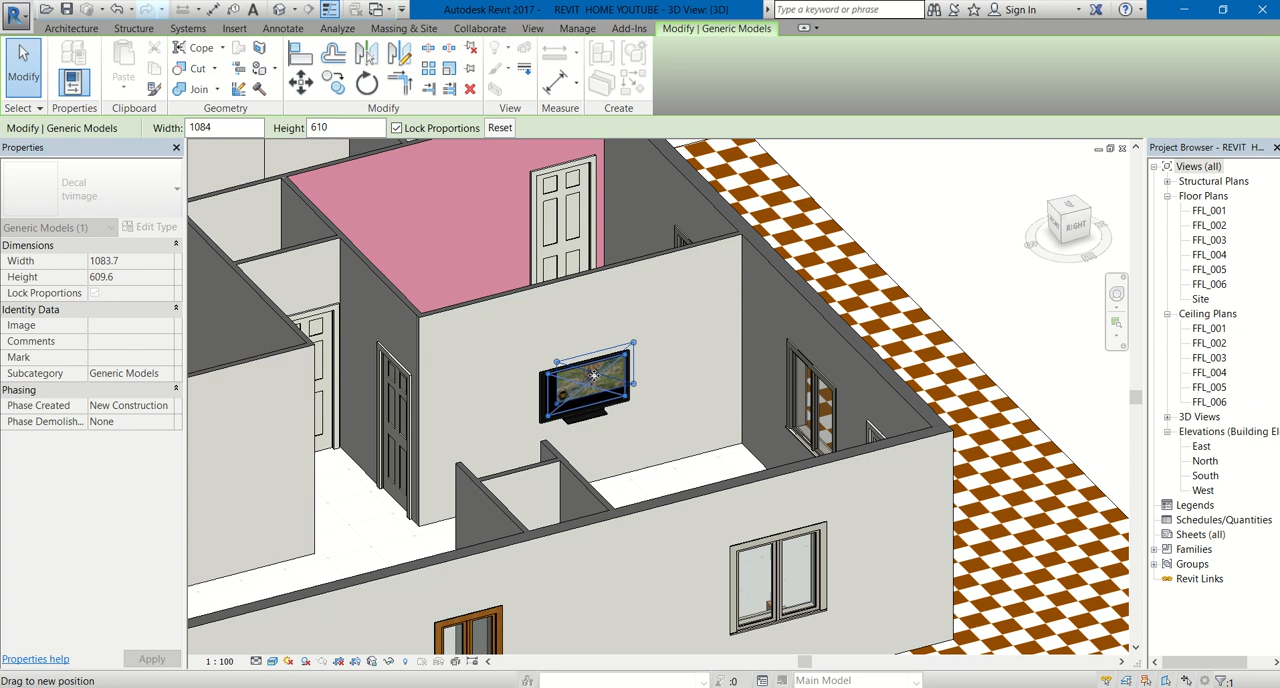 R
Autodesk Revit 2017 - REVIT HOME YOUTUBE - 3D View: {3D}
Type a keyword or phrase
Sign In
Architecture Structure Systems Insert Annotate Analyze Massing & Site Collaborate View Manage Add-Ins Modify | Generic Models
Modify
Paste
Cope
Cut
Join
Select Properties Clipboard Geometry Modify View Measure Create
Modify | Generic Models Width: 1084 Height 610 Lock Proportions Reset
Properties
Decal
tvimage
Generic Models (1) Edit Type
Dimensions
Width 1083.7
Height 609.6
Lock Proportions
Identity Data
Image
Comments
Mark
Subcategory Generic Models
Phasing
Phase Created New Construction
Phase Demolish... None
Properties help Apply
RIGHT
Project Browser - REVIT H...
Views (all)
Structural Plans
Floor Plans
FFL_001
FFL_002
FFL_003
FFL_004
FFL_005
FFL_006
Site
Ceiling Plans
FFL_001
FFL_002
FFL_003
FFL_004
FFL_005
FFL_006
3D Views
Elevations (Building El
East
North
South
West
Legends
Schedules/Quantities
Sheets (all)
Families
Groups
Revit Links
1 : 100
Drag to new position
:0
Main Model
:1